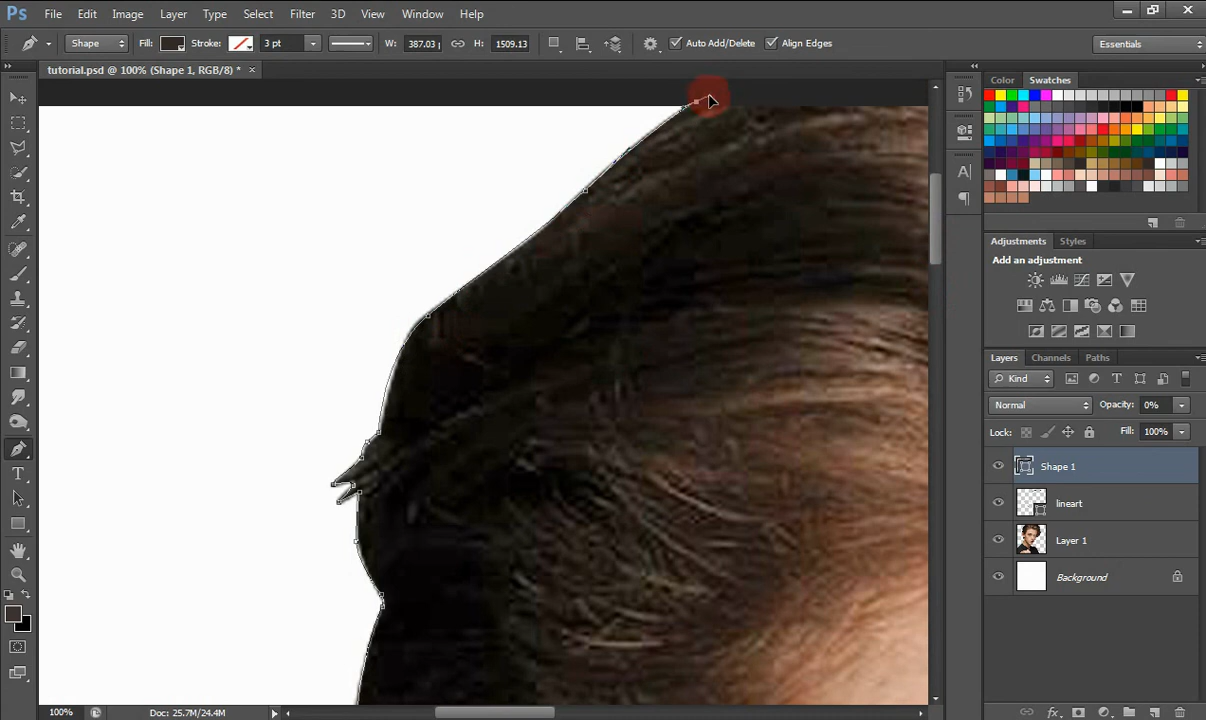 Ps File Edit Image Layer Type Select Filter 3D View Window Help
Shape Fill: Stroke: 3 pt W: 387.03 p H: 1509.13 Auto Add/Delete Align Edges Essentials
tutorial.psd @ 100% (Shape 1, RGB/8) * ×
Color Swatches
Adjustments Styles
Add an adjustment
Layers Channels Paths
Kind
Normal Opacity: 0%
Lock: Fill: 100%
Shape 1
lineart
Layer 1
Background
100% Doc: 25.7M/24.4M